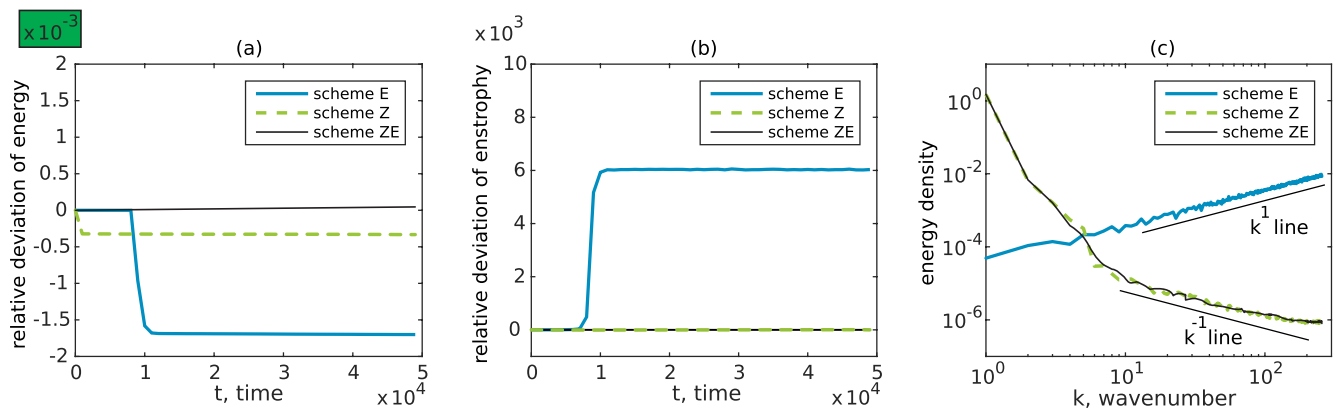 x10^-3
(a)
relative deviation of energy
2
1.5
1
0.5
0
-0.5
-1
-1.5
-2
scheme E
scheme Z
scheme ZE
0
1
2
3
4
5
t, time
x10^4
x10^3
(b)
relative deviation of enstrophy
10
8
6
4
2
0
scheme E
scheme Z
scheme ZE
0
1
2
3
4
5
t, time
x10^4
(c)
energy density
10^0
10^-2
10^-4
10^-6
scheme E
scheme Z
scheme ZE
k^1 line
k^-1 line
10^0
10^1
10^2
k, wavenumber